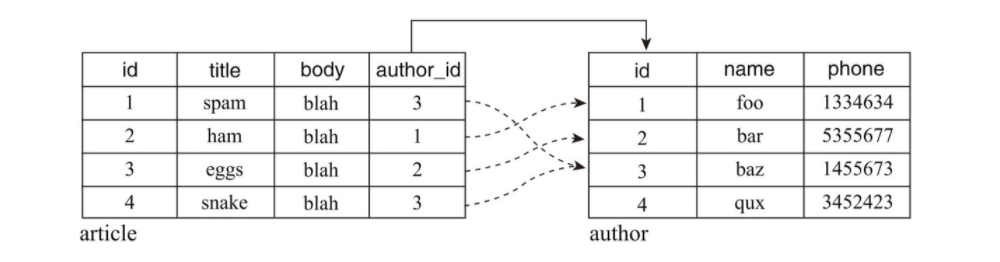 id title body author_id id name phone
1 spam blah 3 1 foo 1334634
2 ham blah 1 2 bar 5355677
3 eggs blah 2 3 baz 1455673
4 snake blah 3 4 qux 3452423
article author